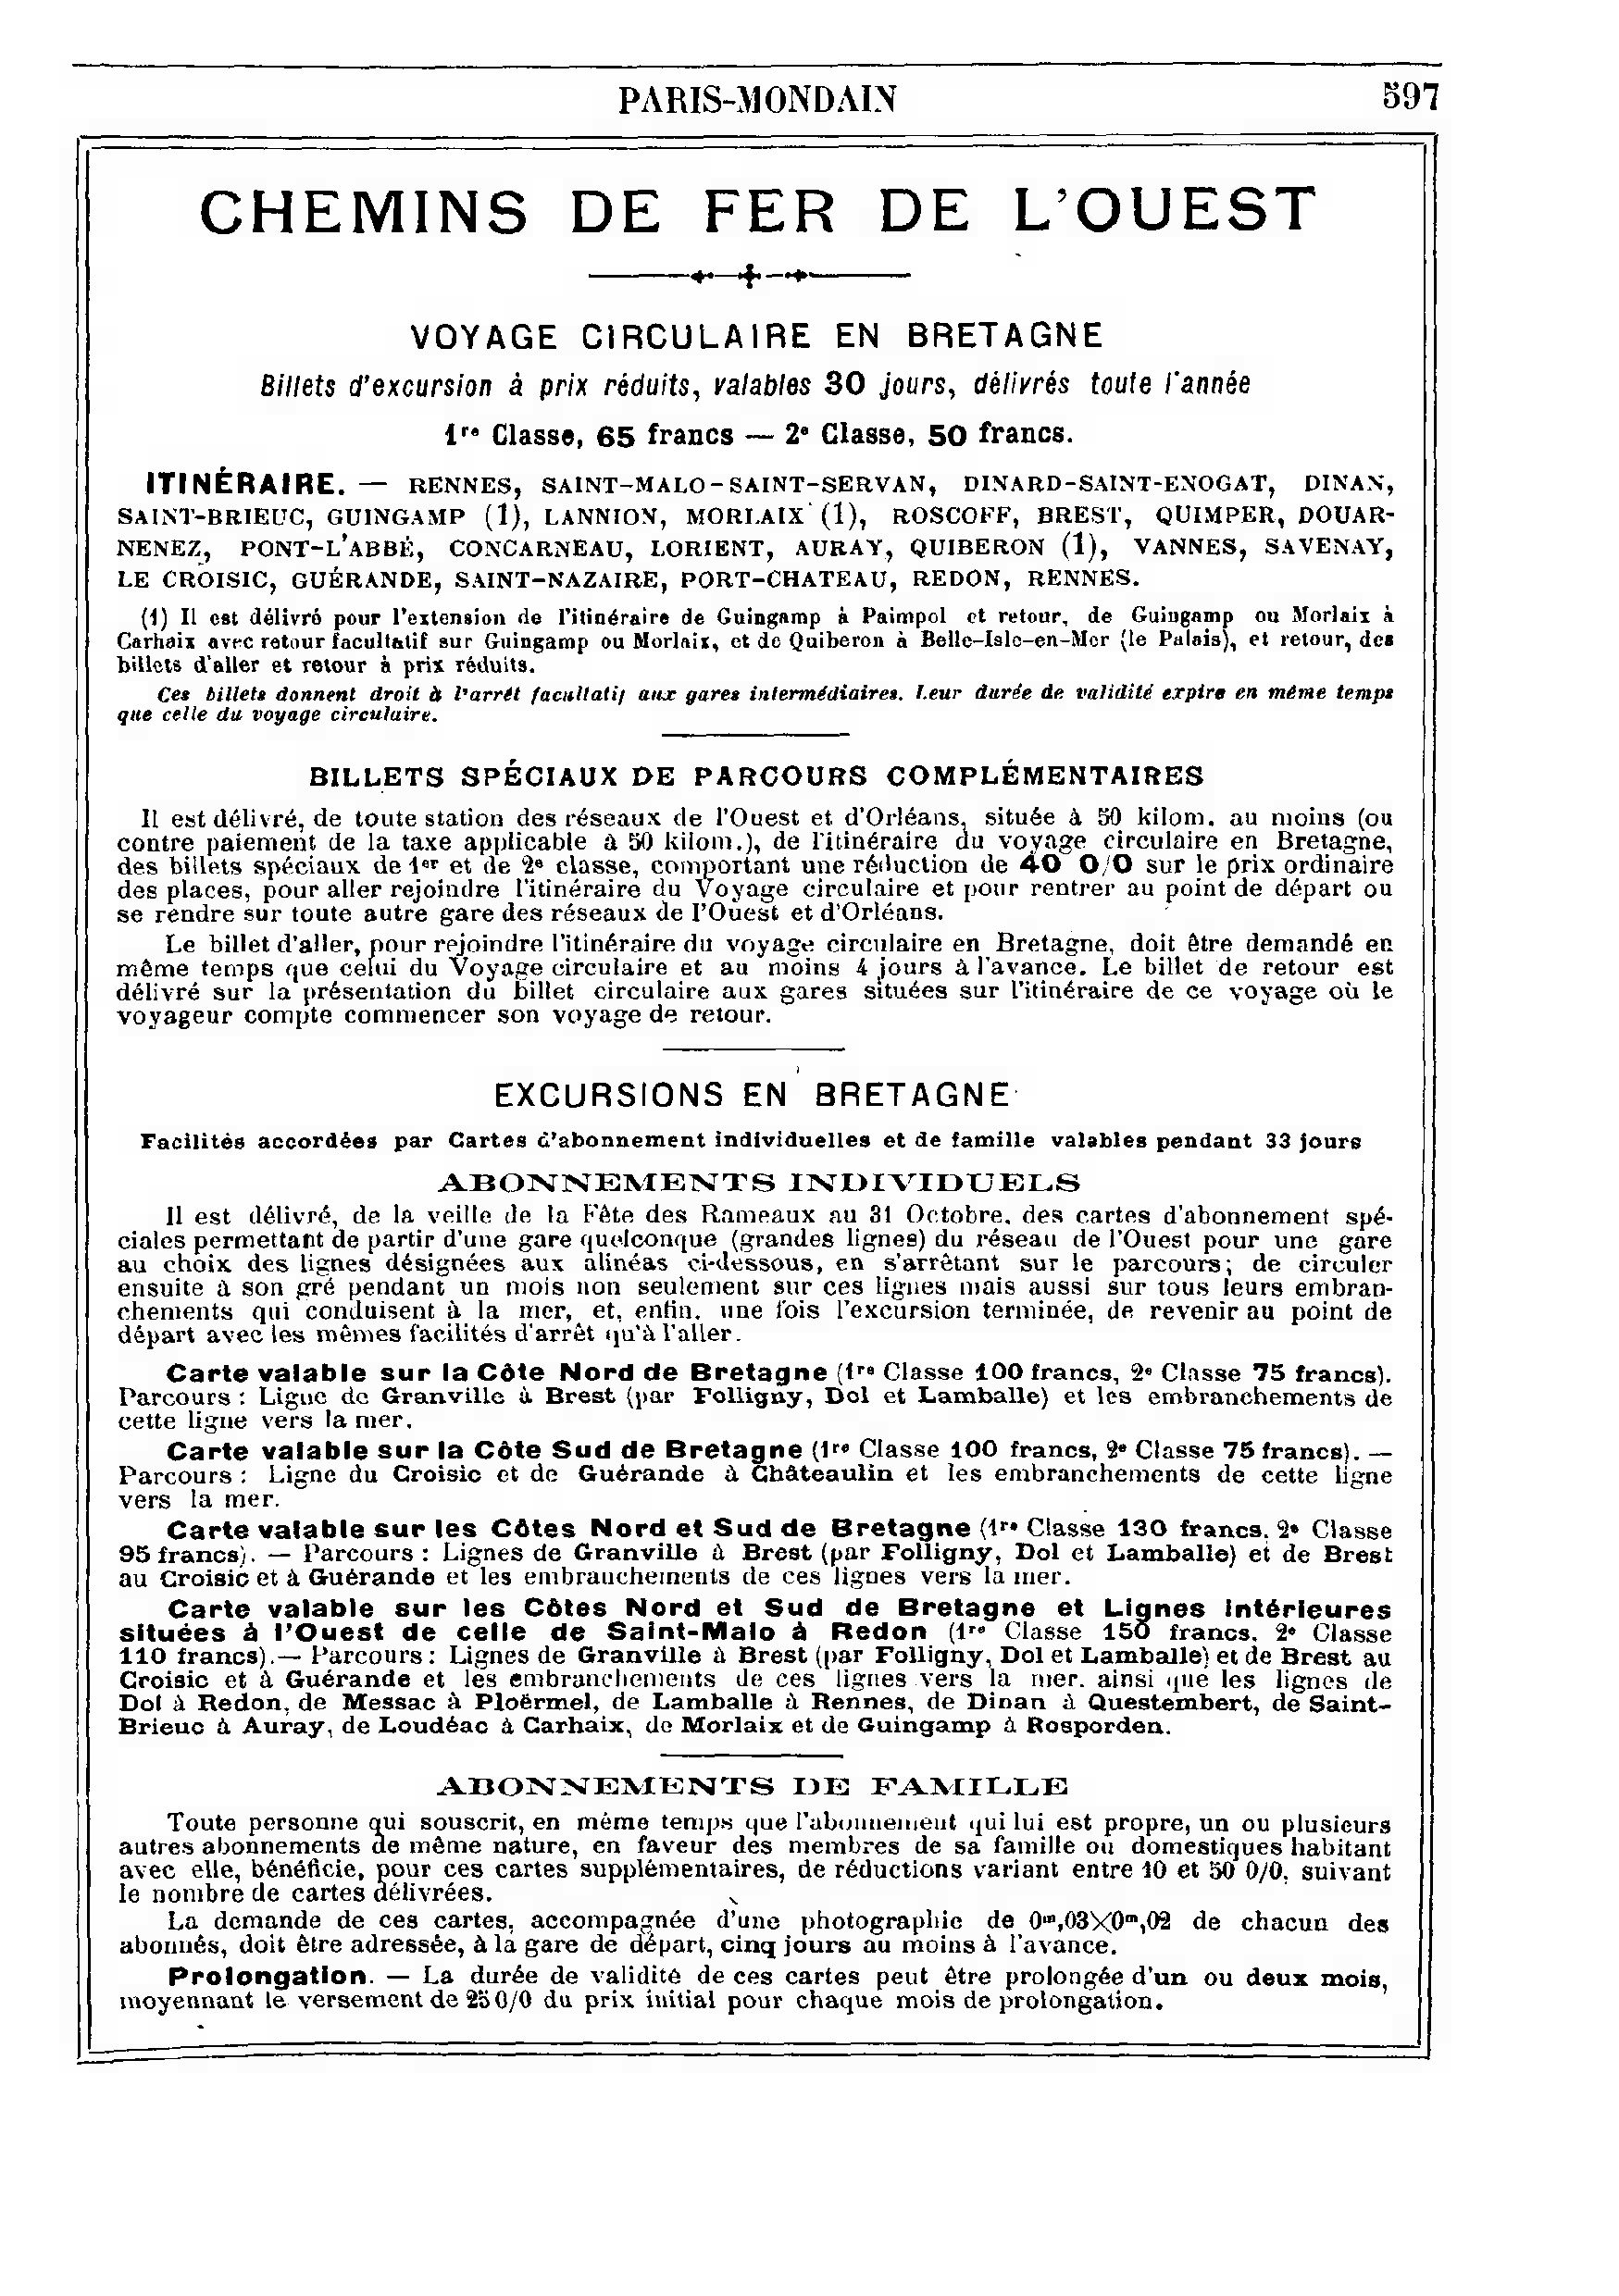 PARIS-MONDAIN 597
CHEMINS DE FER DE L'OUEST
VOYAGE CIRCULAIRE EN BRETAGNE
Billets d'excursion à prix réduits, valables 30 jours, délivrés toute l'année
1re Classe, 65 francs — 2e Classe, 50 francs.
ITINÉRAIRE. — RENNES, SAINT-MALO-SAINT-SERVAN, DINARD-SAINT-ENOGAT, DINAN,
SAINT-BRIEUC, GUINGAMP (1), LANNION, MORLAIX (1), ROSCOFF, BREST, QUIMPER, DOUAR-
NENEZ, PONT-L'ABBÉ, CONCARNEAU, LORIENT, AURAY, QUIBERON (1), VANNES, SAVENAY,
LE CROISIC, GUÉRANDE, SAINT-NAZAIRE, PORT-CHATEAU, REDON, RENNES.
(1) Il est délivré pour l'extension de l'itinéraire de Guingamp à Paimpol et retour, de Guingamp ou Morlaix à
Carhaix avec retour facultatif sur Guingamp ou Morlaix, et de Quiberon à Belle-Isle-en-Mer (le Palais), et retour, des
billets d'aller et retour à prix réduits.
Ces billets donnent droit à l'arrêt facultatif aux gares intermédiaires. Leur durée de validité expire en même temps
que celle du voyage circulaire.
BILLETS SPÉCIAUX DE PARCOURS COMPLÉMENTAIRES
Il est délivré, de toute station des réseaux de l'Ouest et d'Orléans, située à 50 kilom. au moins (ou
contre paiement de la taxe applicable à 50 kilom.), de l'itinéraire du voyage circulaire en Bretagne,
des billets spéciaux de 1er et de 2e classe, comportant une réduction de 40 0/0 sur le prix ordinaire
des places, pour aller rejoindre l'itinéraire du Voyage circulaire et pour rentrer au point de départ ou
se rendre sur toute autre gare des réseaux de l'Ouest et d'Orléans.
Le billet d'aller, pour rejoindre l'itinéraire du voyage circulaire en Bretagne, doit être demandé en
même temps que celui du Voyage circulaire et au moins 4 jours à l'avance. Le billet de retour est
délivré sur la présentation du billet circulaire aux gares situées sur l'itinéraire de ce voyage où le
voyageur compte commencer son voyage de retour.
EXCURSIONS EN BRETAGNE
Facilités accordées par Cartes d'abonnement individuelles et de famille valables pendant 33 jours
ABONNEMENTS INDIVIDUELS
Il est délivré, de la veille de la Fête des Rameaux au 31 Octobre, des cartes d'abonnement spé-
ciales permettant de partir d'une gare quelconque (grandes lignes) du réseau de l'Ouest pour une gare
au choix des lignes désignées aux alinéas ci-dessous, en s'arrêtant sur le parcours; de circuler
ensuite à son gré pendant un mois non seulement sur ces lignes mais aussi sur tous leurs embran-
chements qui conduisent à la mer, et, enfin, une fois l'excursion terminée, de revenir au point de
départ avec les mêmes facilités d'arrêt qu'à l'aller.
Carte valable sur la Côte Nord de Bretagne (1re Classe 100 francs, 2e Classe 75 francs).
Parcours : Ligne de Granville à Brest (par Folligny, Dol et Lamballe) et les embranchements de
cette ligne vers la mer.
Carte valable sur la Côte Sud de Bretagne (1re Classe 100 francs, 2e Classe 75 francs). —
Parcours : Ligne du Croisic et de Guérande à Châteaulin et les embranchements de cette ligne
vers la mer.
Carte valable sur les Côtes Nord et Sud de Bretagne (1re Classe 130 francs, 2e Classe
95 francs). — Parcours : Lignes de Granville à Brest (par Folligny, Dol et Lamballe) et de Brest
au Croisic et à Guérande et les embranchements de ces lignes vers la mer.
Carte valable sur les Côtes Nord et Sud de Bretagne et Lignes intérieures
situées à l'Ouest de celle de Saint-Malo à Redon (1re Classe 150 francs, 2e Classe
110 francs).— Parcours : Lignes de Granville à Brest (par Folligny, Dol et Lamballe) et de Brest au
Croisic et à Guérande et les embranchements de ces lignes vers la mer, ainsi que les lignes de
Dol à Redon, de Messac à Ploërmel, de Lamballe à Rennes, de Dinan à Questembert, de Saint-
Brieuc à Auray, de Loudéac à Carhaix, de Morlaix et de Guingamp à Rosporden.
ABONNEMENTS DE FAMILLE
Toute personne qui souscrit, en même temps que l'abonnement qui lui est propre, un ou plusieurs
autres abonnements de même nature, en faveur des membres de sa famille ou domestiques habitant
avec elle, bénéficie, pour ces cartes supplémentaires, de réductions variant entre 10 et 50 0/0, suivant
le nombre de cartes délivrées.
La demande de ces cartes, accompagnée d'une photographie de 0m,03×0m,02 de chacun des
abonnés, doit être adressée, à la gare de départ, cinq jours au moins à l'avance.
Prolongation. — La durée de validité de ces cartes peut être prolongée d'un ou deux mois,
moyennant le versement de 25 0/0 du prix initial pour chaque mois de prolongation.